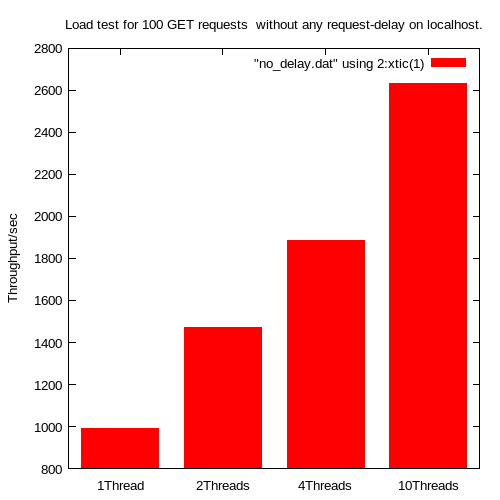 Load test for 100 GET requests  without any request-delay on localhost.
"no_delay.dat" using 2:xtic(1)
Throughput/sec
2800
2600
2400
2200
2000
1800
1600
1400
1200
1000
800
1Thread 2Threads 4Threads 10Threads